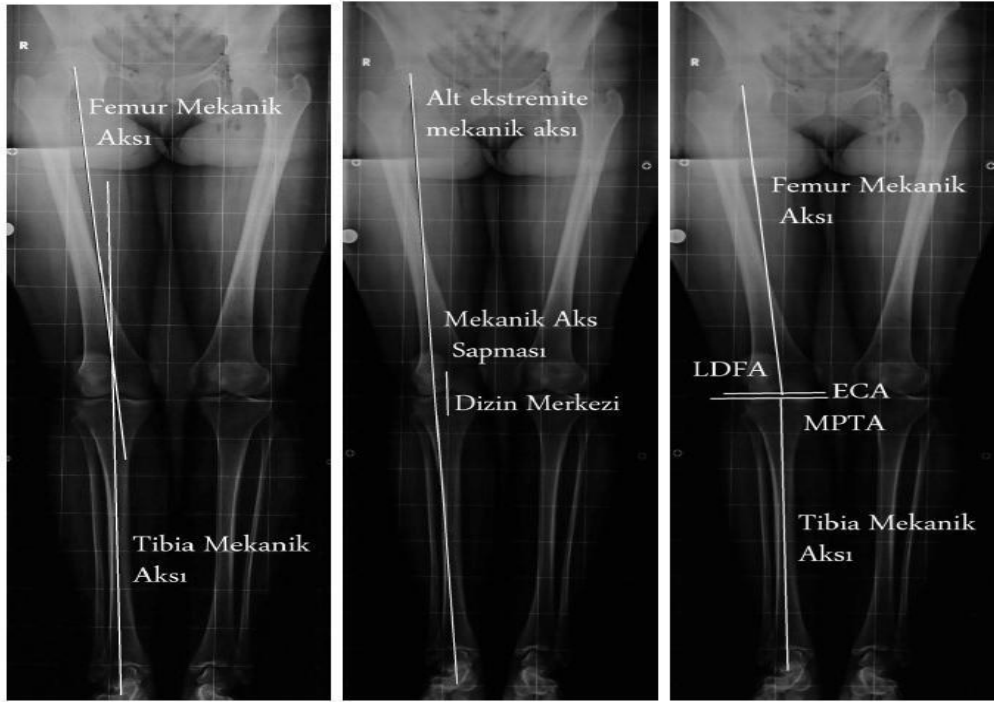 R
Femur Mekanik
Aksı
Tibia Mekanik
Aksı
R
Alt ekstremite
mekanik aksı
Mekanik Aks
Sapması
Dizin Merkezi
R
Femur Mekanik
Aksı
LDFA
ECA
MPTA
Tibia Mekanik
Aksı